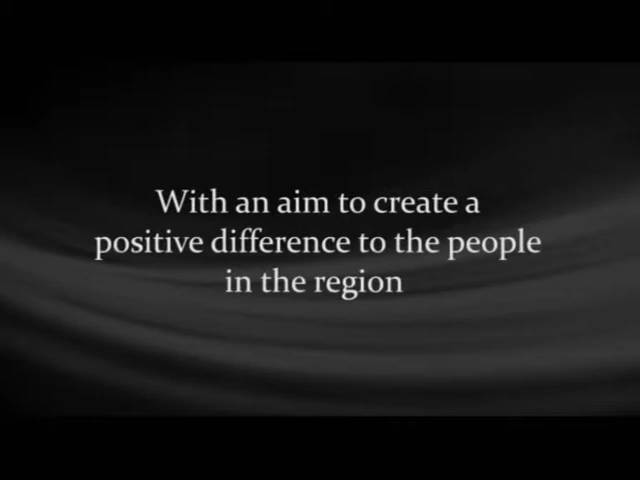 With an aim to create a
positive difference to the people
in the region